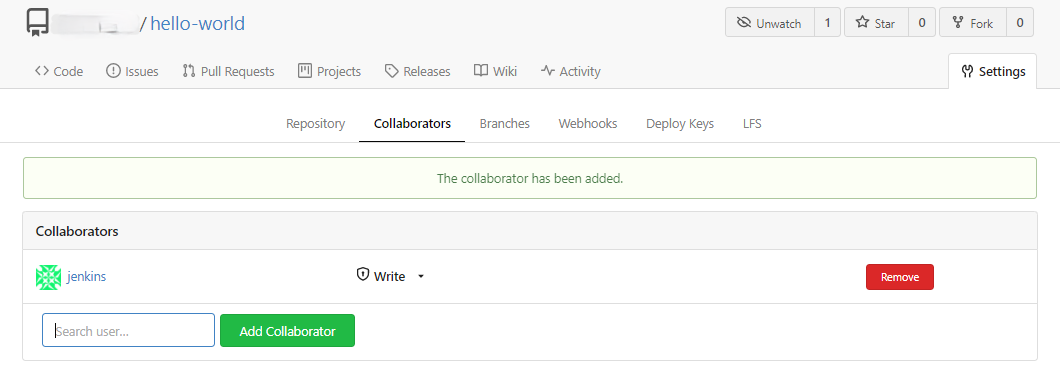 / hello-world
Unwatch 1 Star 0 Fork 0
Code Issues Pull Requests Projects Releases Wiki Activity Settings
Repository Collaborators Branches Webhooks Deploy Keys LFS
The collaborator has been added.
Collaborators
jenkins Write Remove
Search user... Add Collaborator